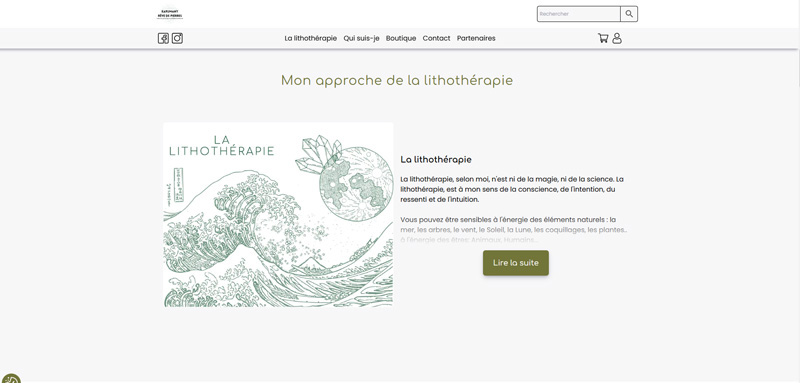 RÊVE DE PIERRES
Rechercher
La lithothérapie Qui suis-je Boutique Contact Partenaires
Mon approche de la lithothérapie
LA
LITHOTHÉRAPIE
La lithothérapie
La lithothérapie, selon moi, n'est ni de la magie, ni de la science. La
lithothérapie, est à mon sens de la conscience, de l'intention, du
ressenti et de l'intuition.
Vous pouvez être sensibles à l'énergie des éléments naturels : la
mer, les arbres, le vent, le Soleil, la Lune, les coquillages, les plantes..
à l'énergie des êtres: Animaux, Humains...
Lire la suite